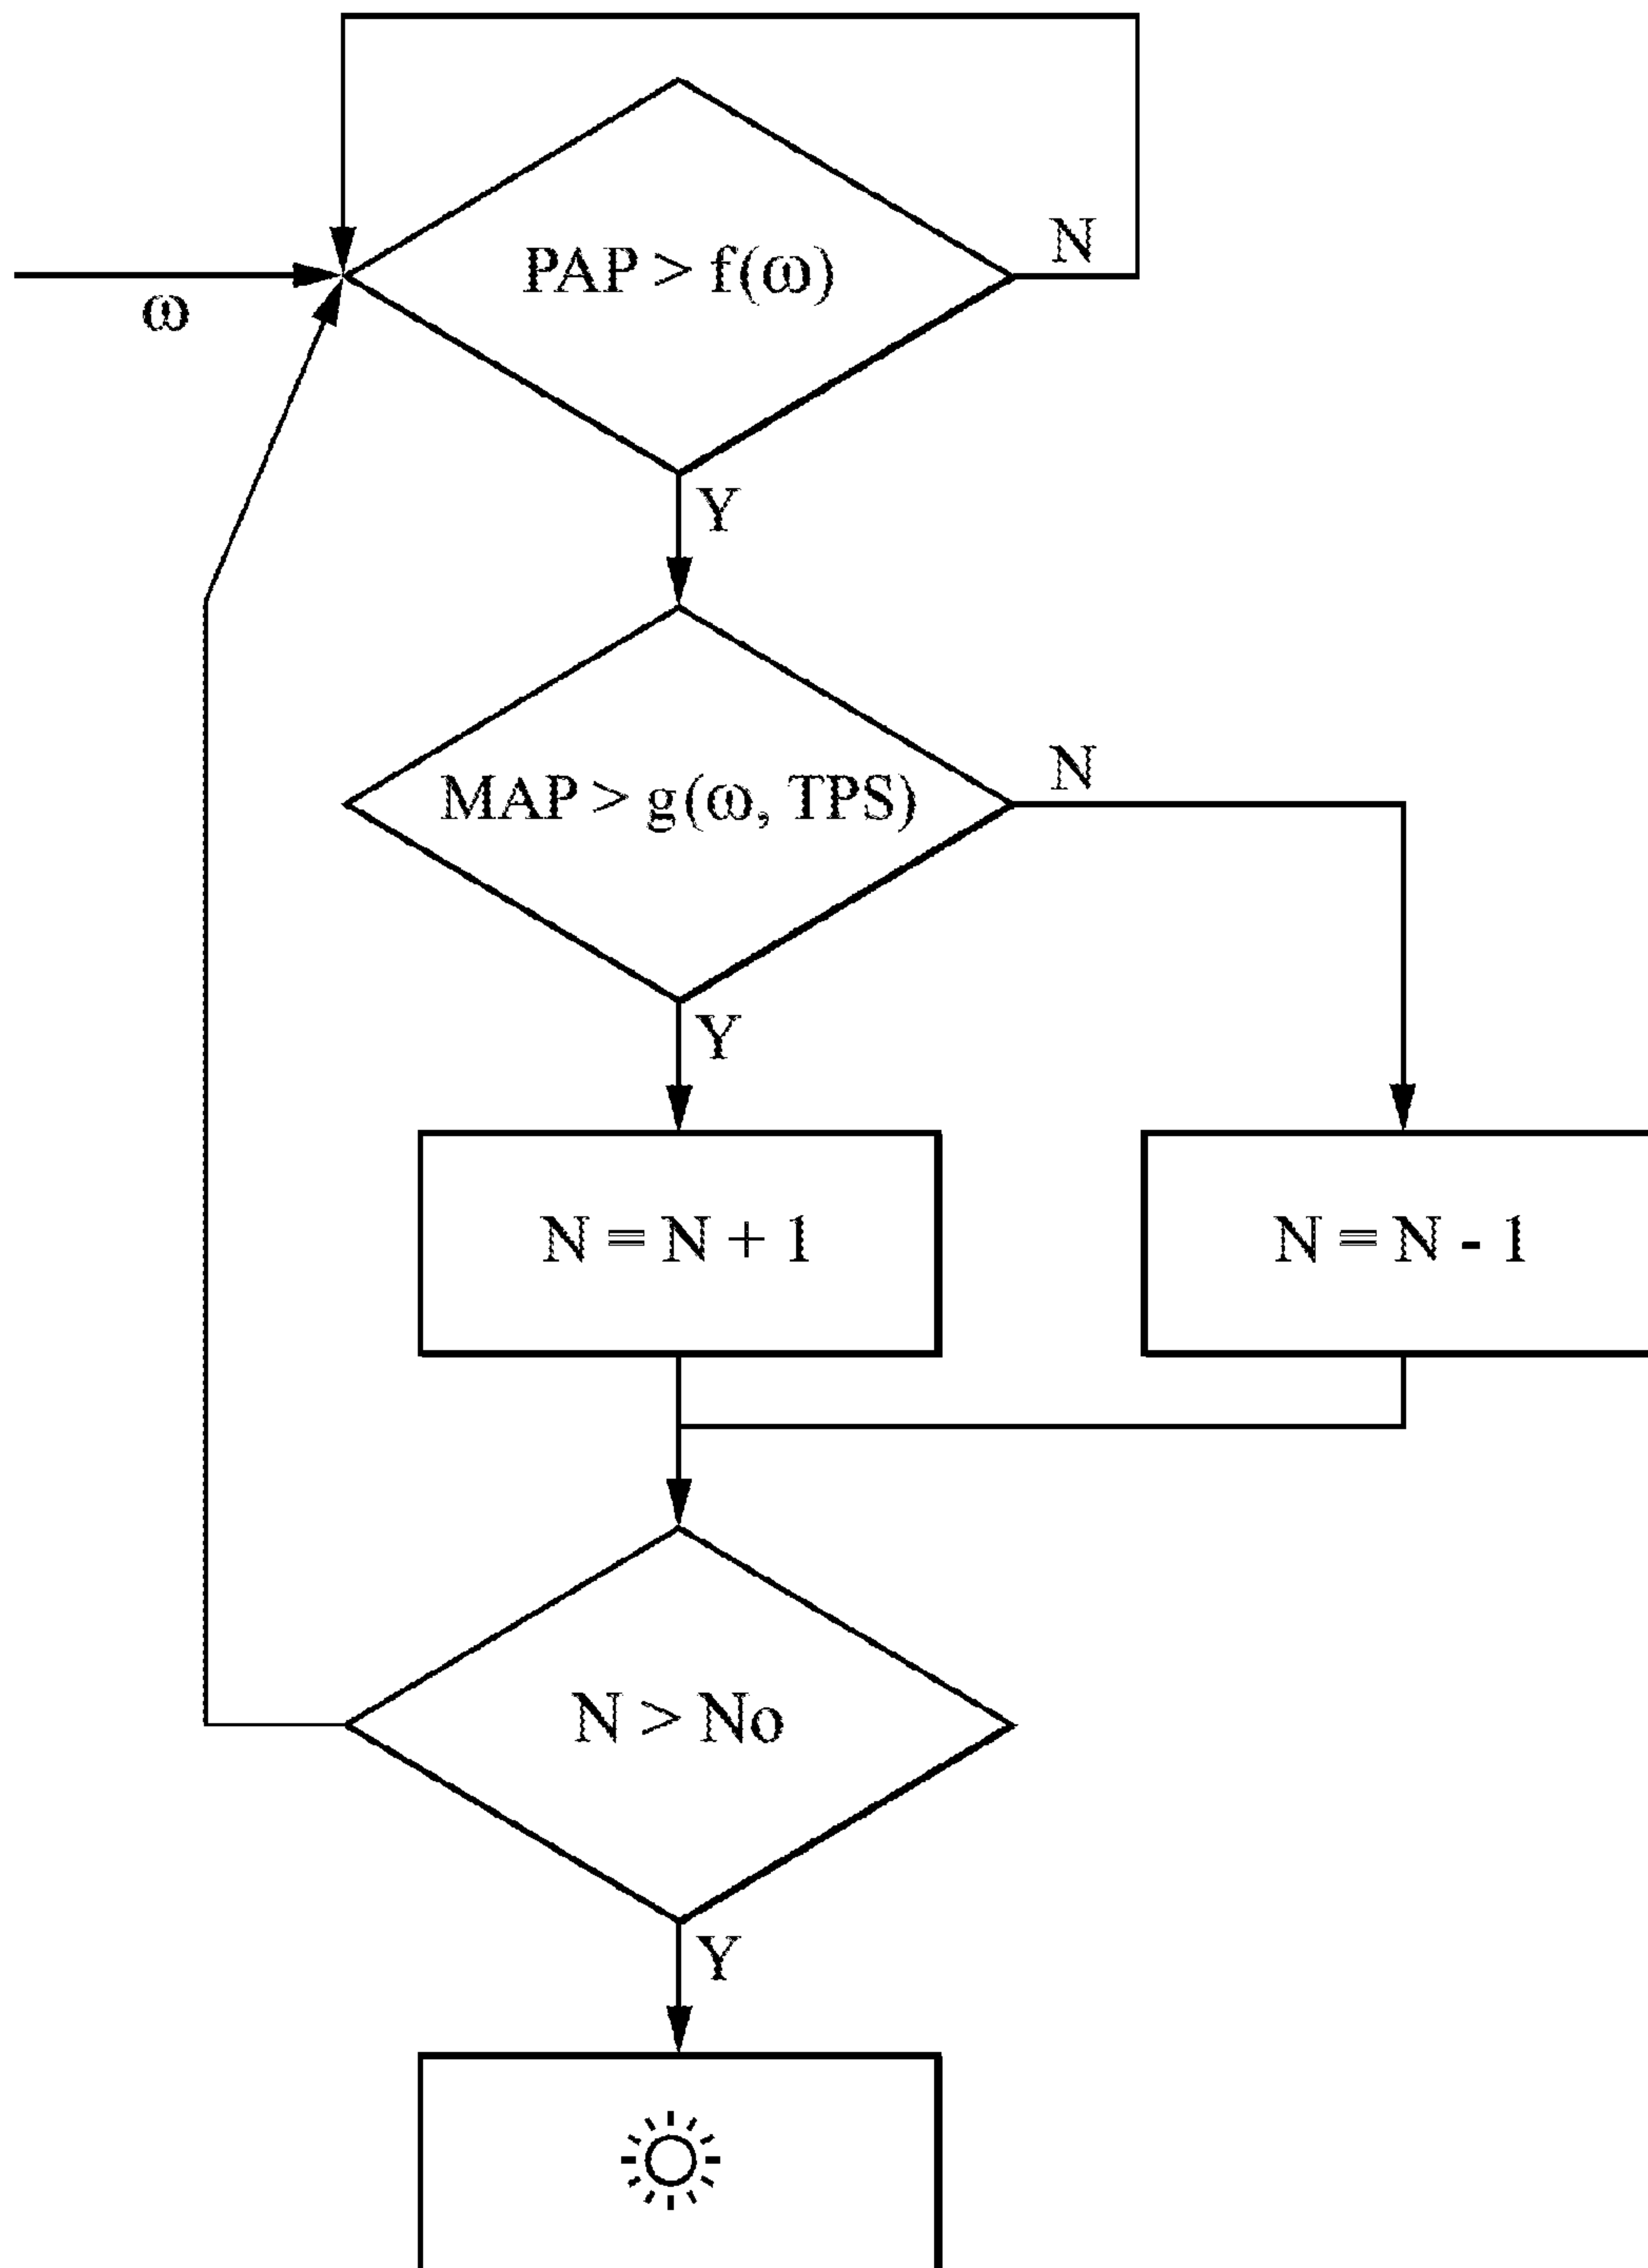 PAP > f(ω)
N
ω
Y
MAP > g(ω, TPS)
N
Y
N = N + 1
N = N - 1
N > No
Y